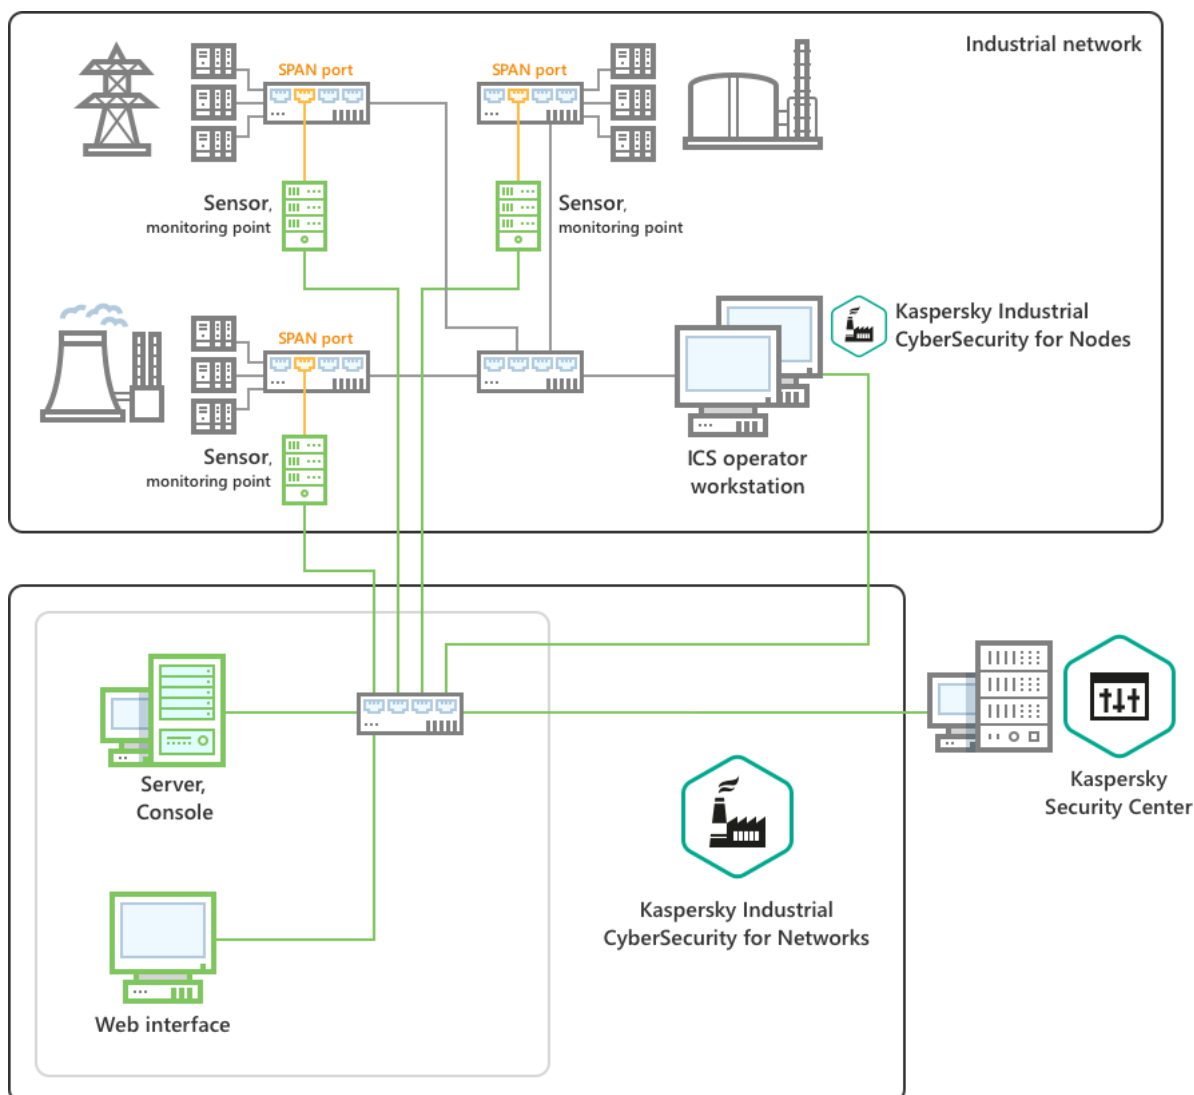 Industrial network
SPAN port
SPAN port
Sensor,
monitoring point
Sensor,
monitoring point
Kaspersky Industrial
CyberSecurity for Nodes
SPAN port
Sensor,
monitoring point
ICS operator
workstation
Server,
Console
Kaspersky
Security Center
Kaspersky Industrial
CyberSecurity for Networks
Web interface